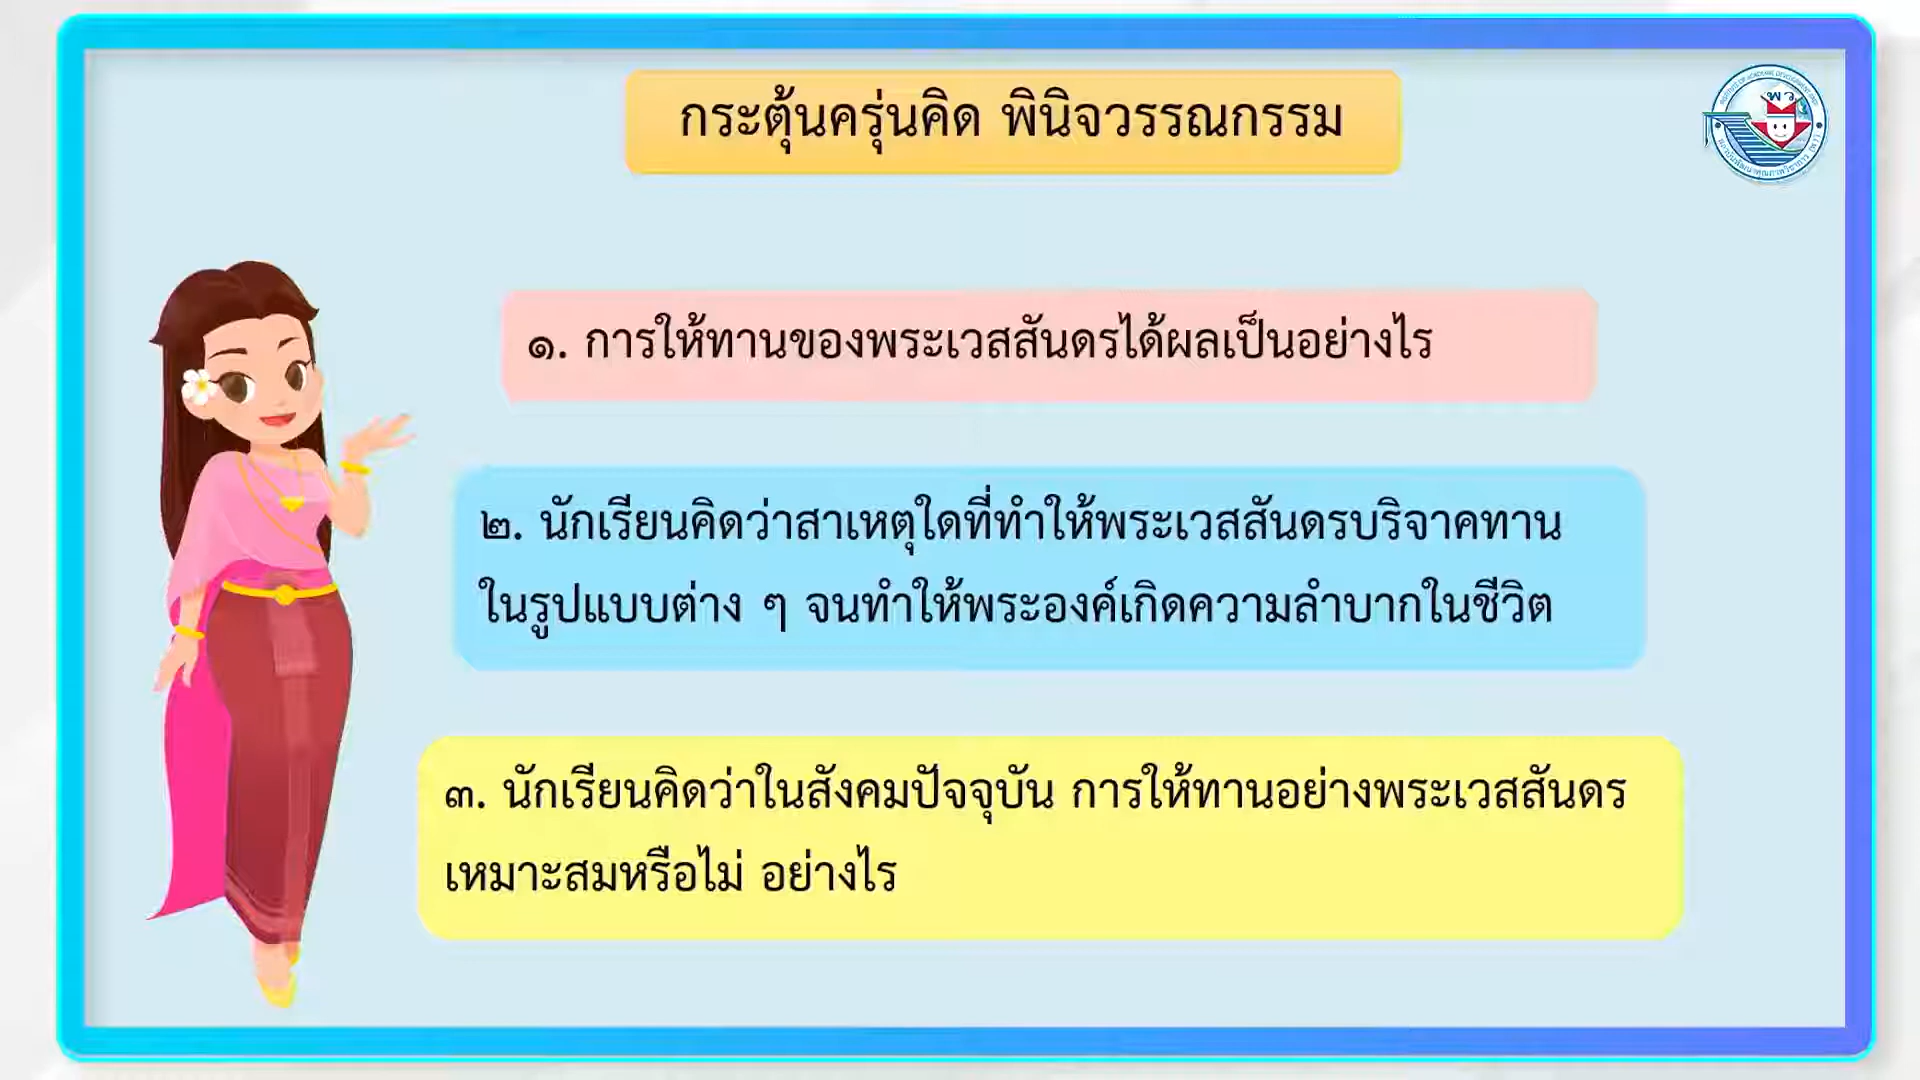 กระตุ้นครุ่นคิด พินิจวรรณกรรม
พว
๑. การให้ทานของพระเวสสันดรได้ผลเป็นอย่างไร
๒. นักเรียนคิดว่าสาเหตุใดที่ทำให้พระเวสสันดรบริจาคทาน
ในรูปแบบต่าง ๆ จนทำให้พระองค์เกิดความลำบากในชีวิต
๓. นักเรียนคิดว่าในสังคมปัจจุบัน การให้ทานอย่างพระเวสสันดร
เหมาะสมหรือไม่ อย่างไร